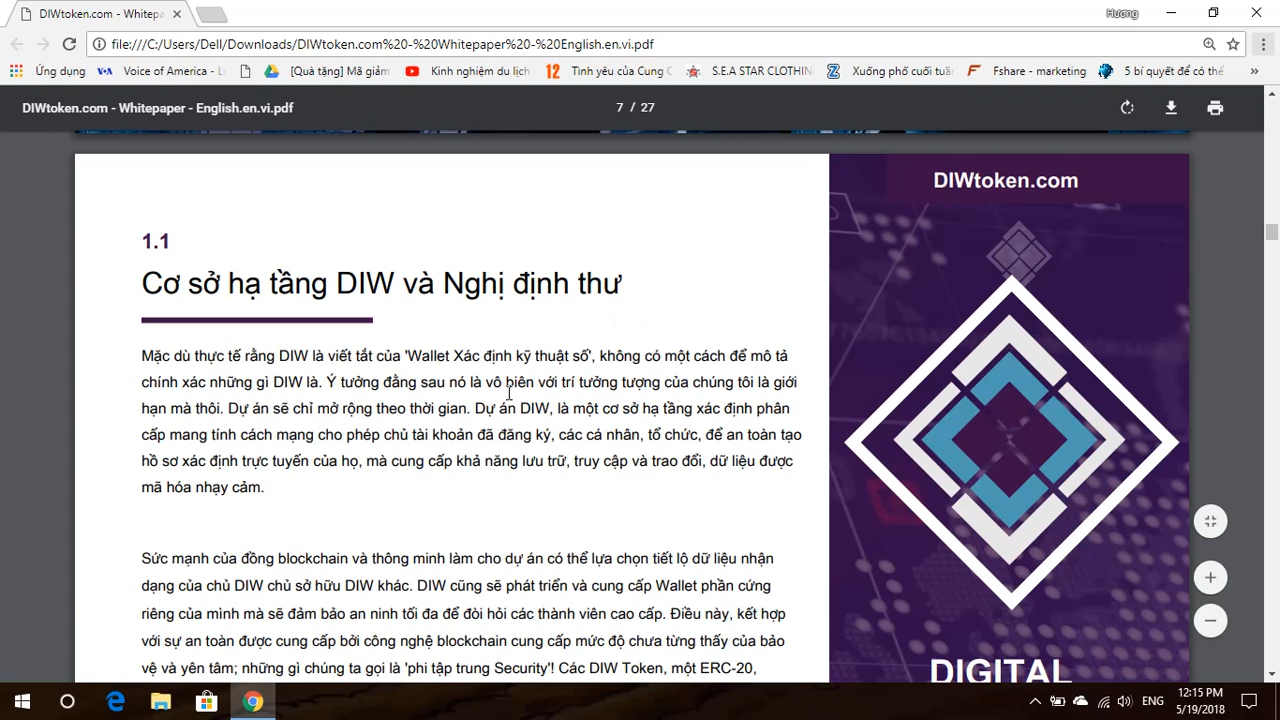 DIWtoken.com - Whitepa
Hương
file:///C:/Users/Dell/Downloads/DIWtoken.com%20-%20Whitepaper%20-%20English.en.vi.pdf
Ứng dụng
VOA
Voice of America - L
[Quà tặng] Mã giảm
Kinh nghiệm du lịch
12
Tình yêu của Cung C
S.E.A STAR CLOTHIN
Xuống phố cuối tuần
Fshare - marketing
5 bí quyết để có thể
»
DIWtoken.com - Whitepaper - English.en.vi.pdf
7 / 27
DIWtoken.com
1.1
Cơ sở hạ tầng DIW và Nghị định thư
Mặc dù thực tế rằng DIW là viết tắt của 'Wallet Xác định kỹ thuật số', không có một cách để mô tả
chính xác những gì DIW là. Ý tưởng đằng sau nó là vô hiên với trí tưởng tượng của chúng tôi là giới
hạn mà thôi. Dự án sẽ chỉ mở rộng theo thời gian. Dự án DIW, là một cơ sở hạ tầng xác định phân
cấp mang tính cách mạng cho phép chủ tài khoản đã đăng ký, các cá nhân, tổ chức, để an toàn tạo
hồ sơ xác định trực tuyến của họ, mà cung cấp khả năng lưu trữ, truy cập và trao đổi, dữ liệu được
mã hóa nhạy cảm.
Sức mạnh của đồng blockchain và thông minh làm cho dự án có thể lựa chọn tiết lộ dữ liệu nhận
dạng của chủ DIW chủ sở hữu DIW khác. DIW cũng sẽ phát triển và cung cấp Wallet phần cứng
riêng của mình mà sẽ đảm bảo an ninh tối đa để đòi hỏi các thành viên cao cấp. Điều này, kết hợp
với sự an toàn được cung cấp bởi công nghệ blockchain cung cấp mức độ chưa từng thấy của bảo
vệ và yên tâm; những gì chúng ta gọi là 'phi tập trung Security'! Các DIW Token, một ERC-20,
DIGITAL
ENG
12:15 PM
5/19/2018